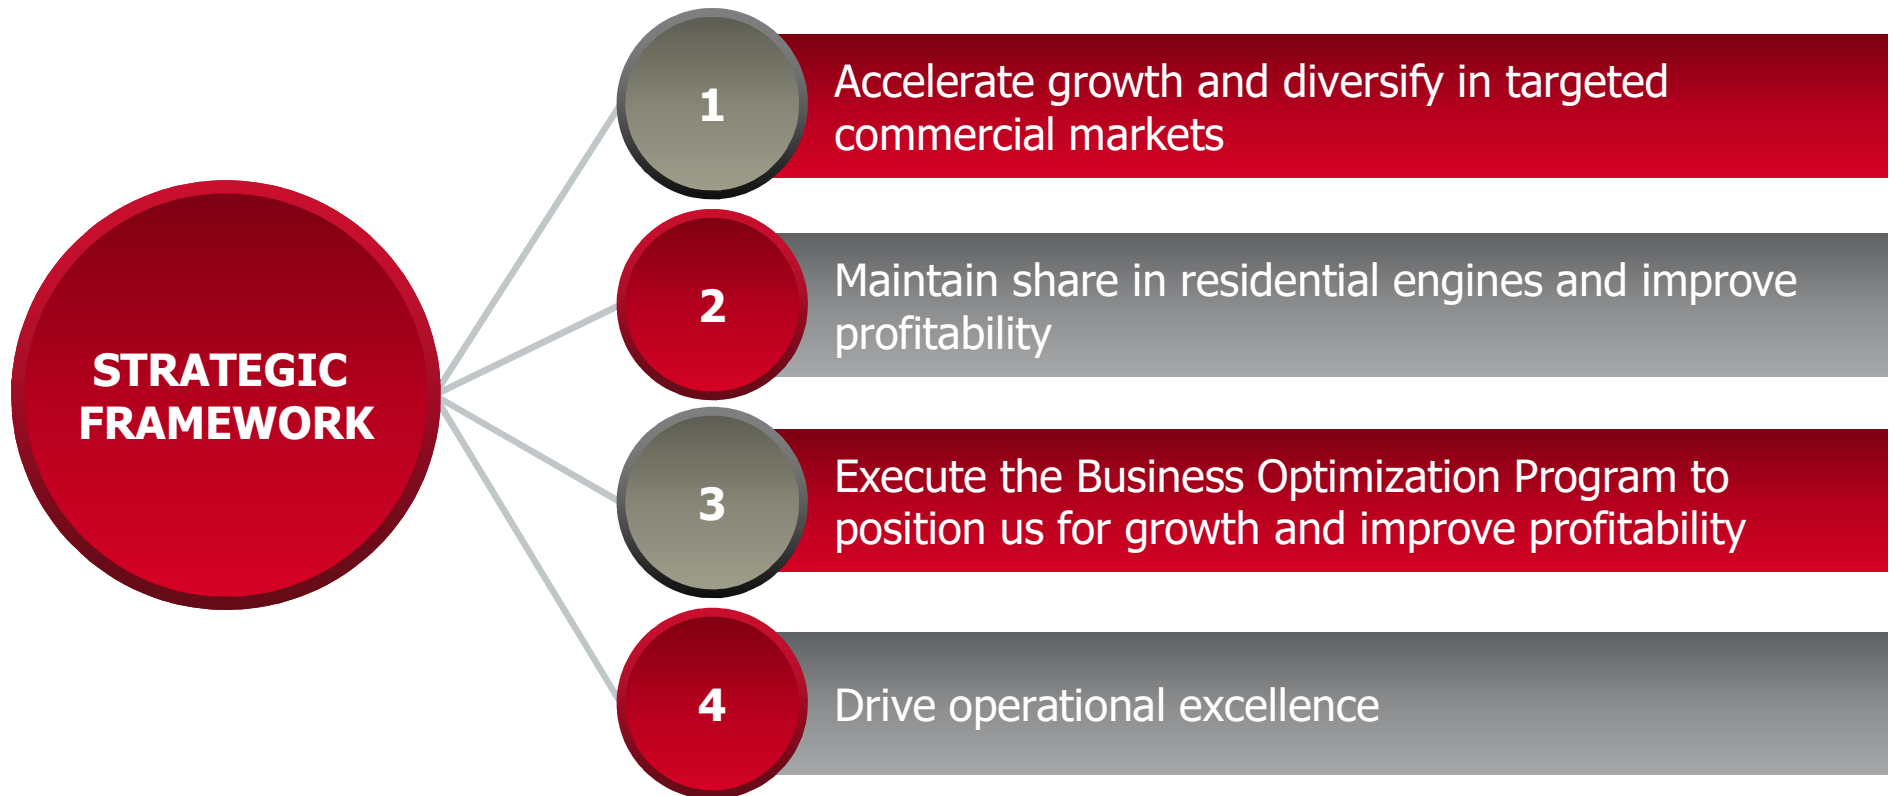 STRATEGIC
FRAMEWORK
1
Accelerate growth and diversify in targeted
commercial markets
2
Maintain share in residential engines and improve
profitability
3
Execute the Business Optimization Program to
position us for growth and improve profitability
4
Drive operational excellence